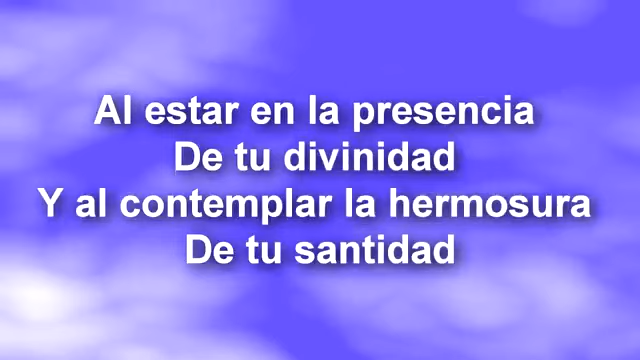 Al estar en la presencia
De tu divinidad
Y al contemplar la hermosura
De tu santidad